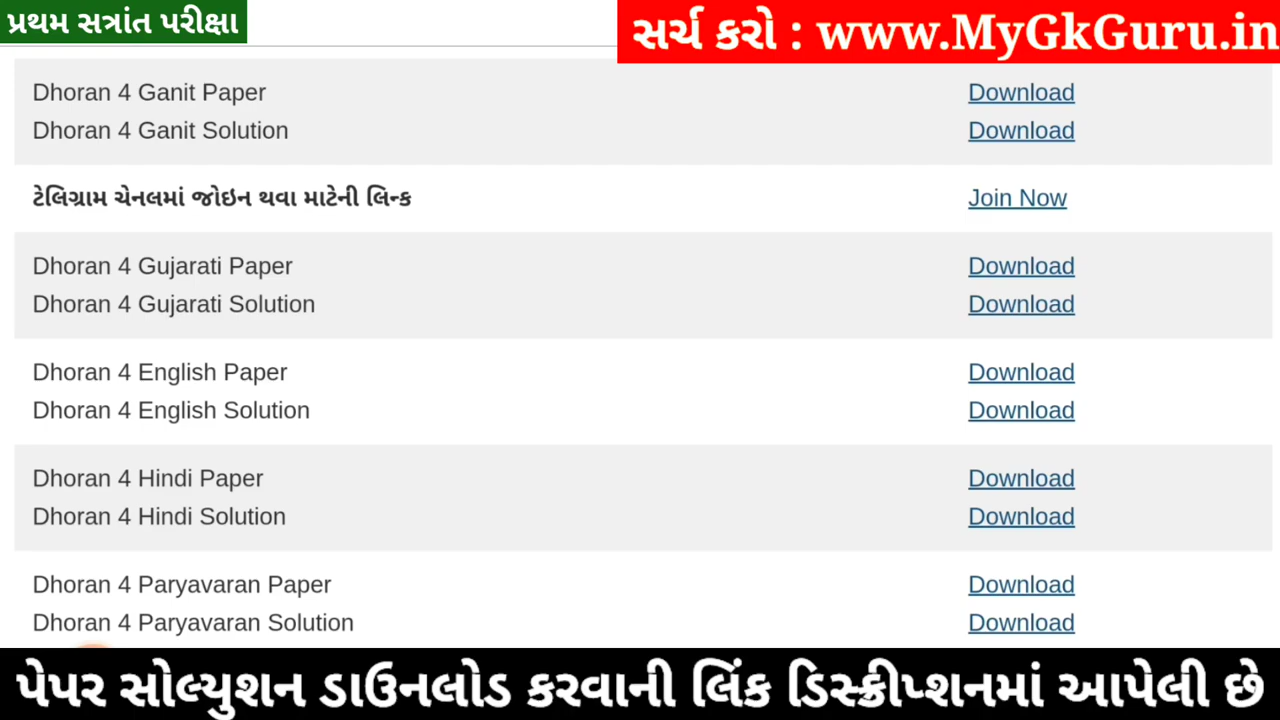 પ્રથમ સત્રાંત પરીક્ષા
સર્ચ કરો : www.MyGkGuru.in
Dhoran 4 Ganit Paper Download
Dhoran 4 Ganit Solution Download
ટેલિગ્રામ ચેનલમાં જોઇન થવા માટેની લિન્ક Join Now
Dhoran 4 Gujarati Paper Download
Dhoran 4 Gujarati Solution Download
Dhoran 4 English Paper Download
Dhoran 4 English Solution Download
Dhoran 4 Hindi Paper Download
Dhoran 4 Hindi Solution Download
Dhoran 4 Paryavaran Paper Download
Dhoran 4 Paryavaran Solution Download
પેપર સોલ્યુશન ડાઉનલોડ કરવાની લિંક ડિસ્ક્રીપ્શનમાં આપેલી છે